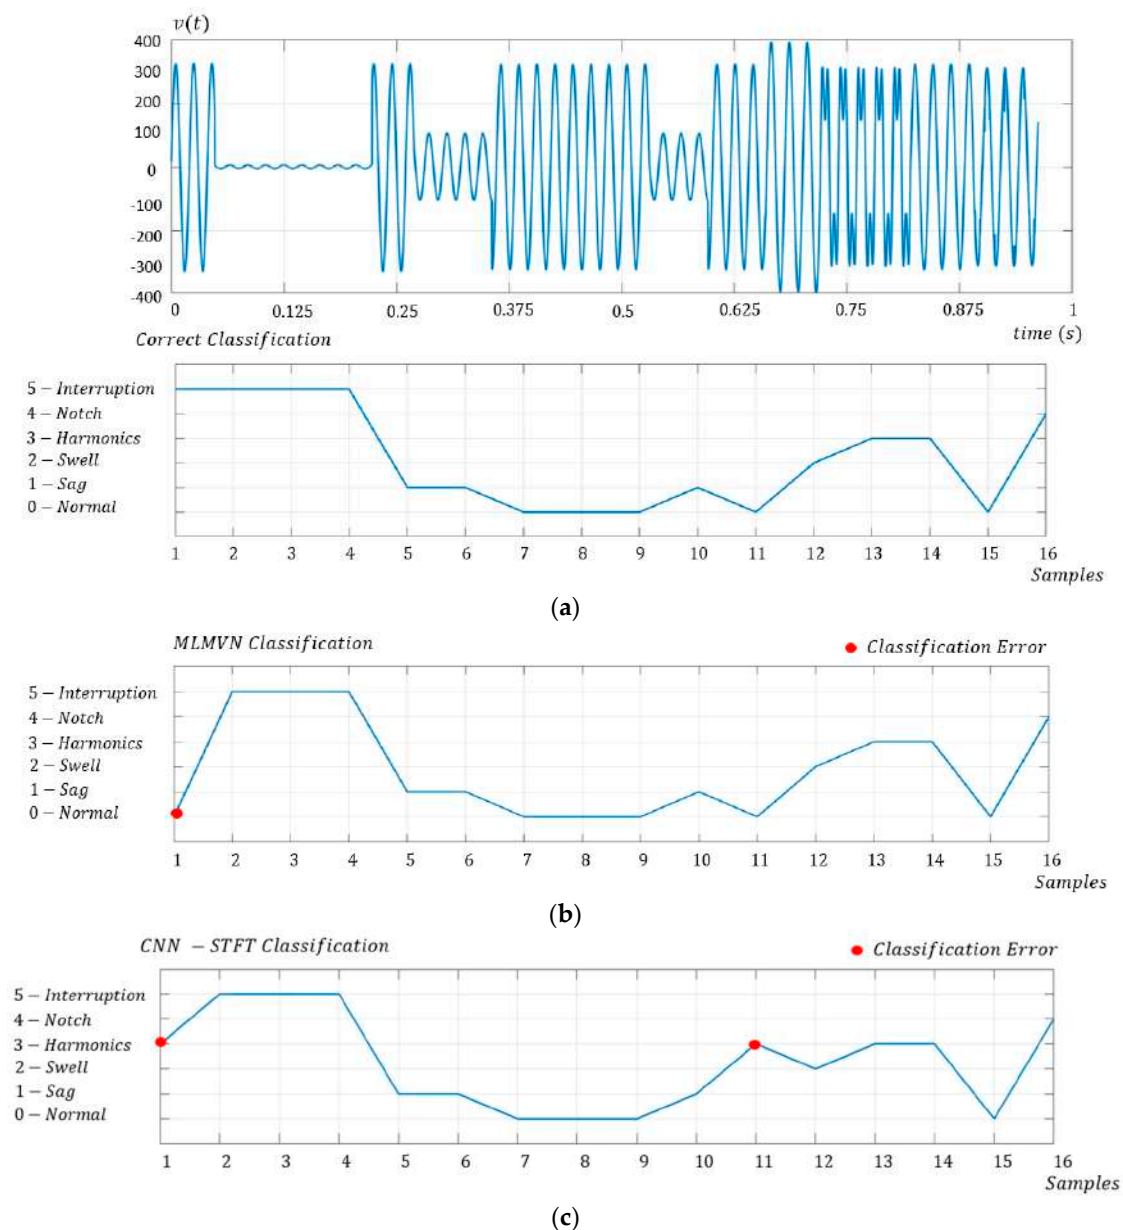 v(t)
400
300
200
100
0
-100
-200
-300
-400
0 0.125 0.25 0.375 0.5 0.625 0.75 0.875 1
time (s)
Correct Classification
5 − Interruption
4 − Notch
3 − Harmonics
2 − Swell
1 − Sag
0 − Normal
1 2 3 4 5 6 7 8 9 10 11 12 13 14 15 16
Samples
(a)
MLMVN Classification
Classification Error
5 − Interruption
4 − Notch
3 − Harmonics
2 − Swell
1 − Sag
0 − Normal
1 2 3 4 5 6 7 8 9 10 11 12 13 14 15 16
Samples
(b)
CNN − STFT Classification
Classification Error
5 − Interruption
4 − Notch
3 − Harmonics
2 − Swell
1 − Sag
0 − Normal
1 2 3 4 5 6 7 8 9 10 11 12 13 14 15 16
Samples
(c)